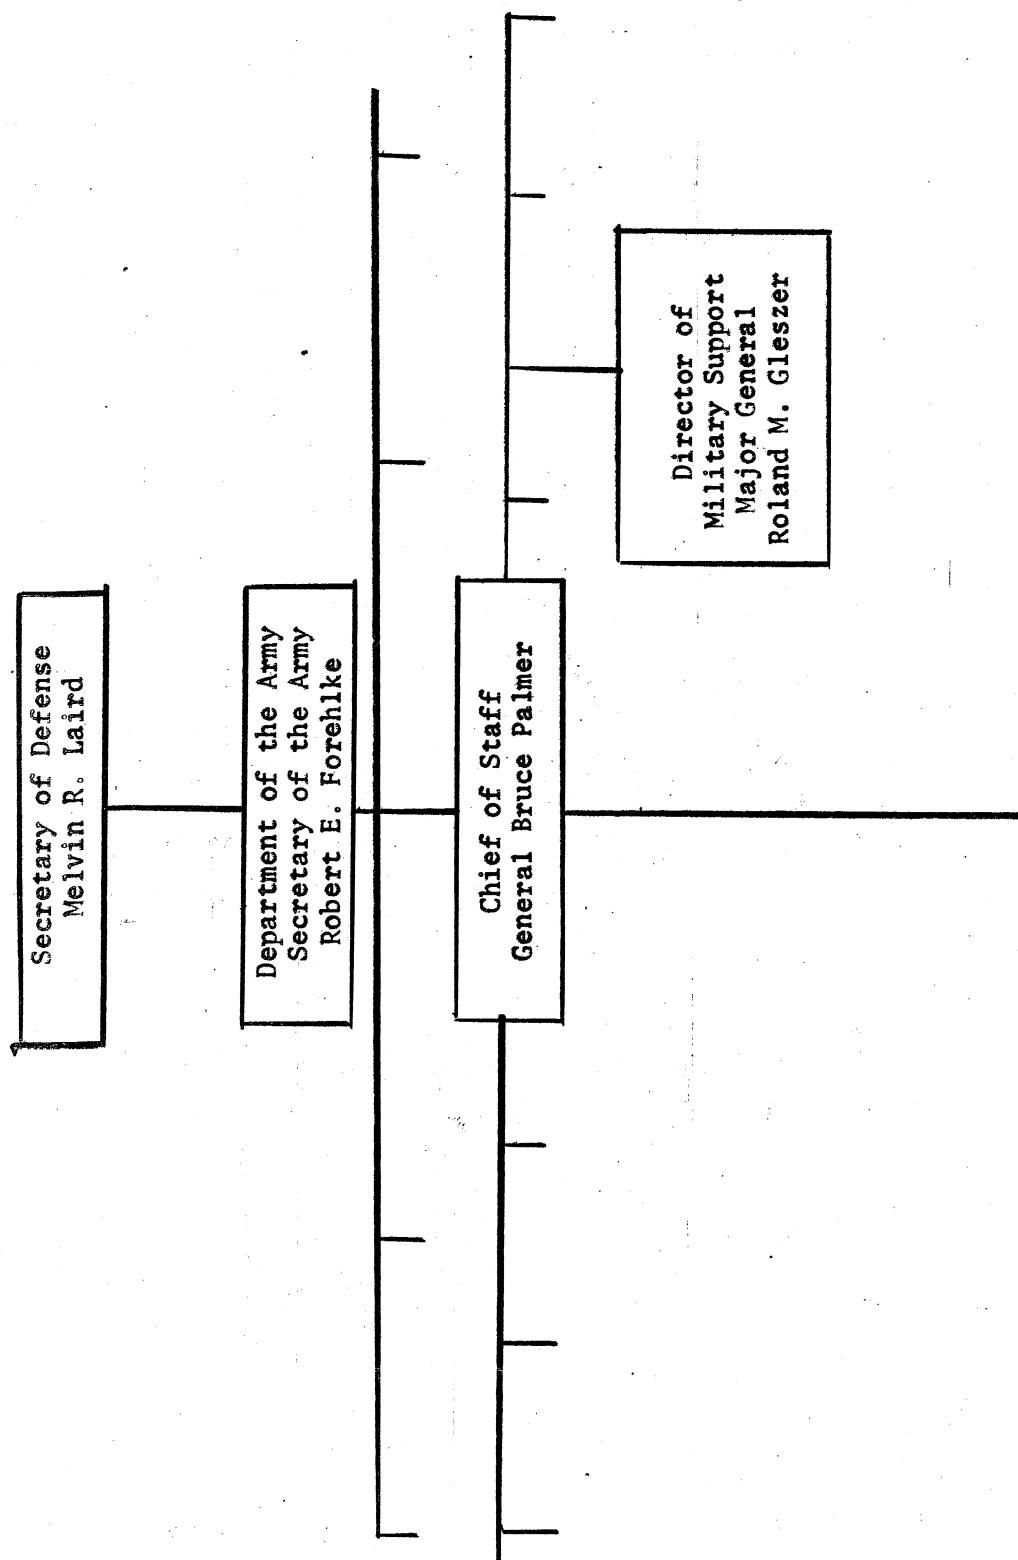 Secretary of Defense
Melvin R. Laird
Department of the Army
Secretary of the Army
Robert E. Forehlke
Chief of Staff
General Bruce Palmer
Director of
Military Support
Major General
Roland M. Gleszer